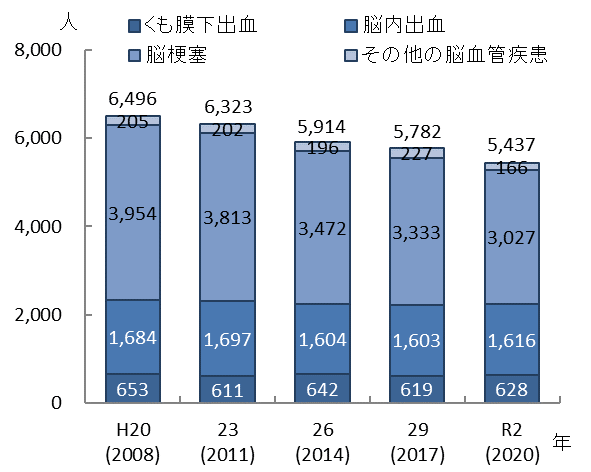 人
くも膜下出血 脳内出血
脳梗塞 その他の脳血管疾患
8,000
6,000
4,000
2,000
0
6,496 6,323 5,914 5,782 5,437
205 202 196 227 166
3,954 3,813 3,472 3,333 3,027
1,684 1,697 1,604 1,603 1,616
653 611 642 619 628
H20 23 26 29 R2 年
(2008) (2011) (2014) (2017) (2020)